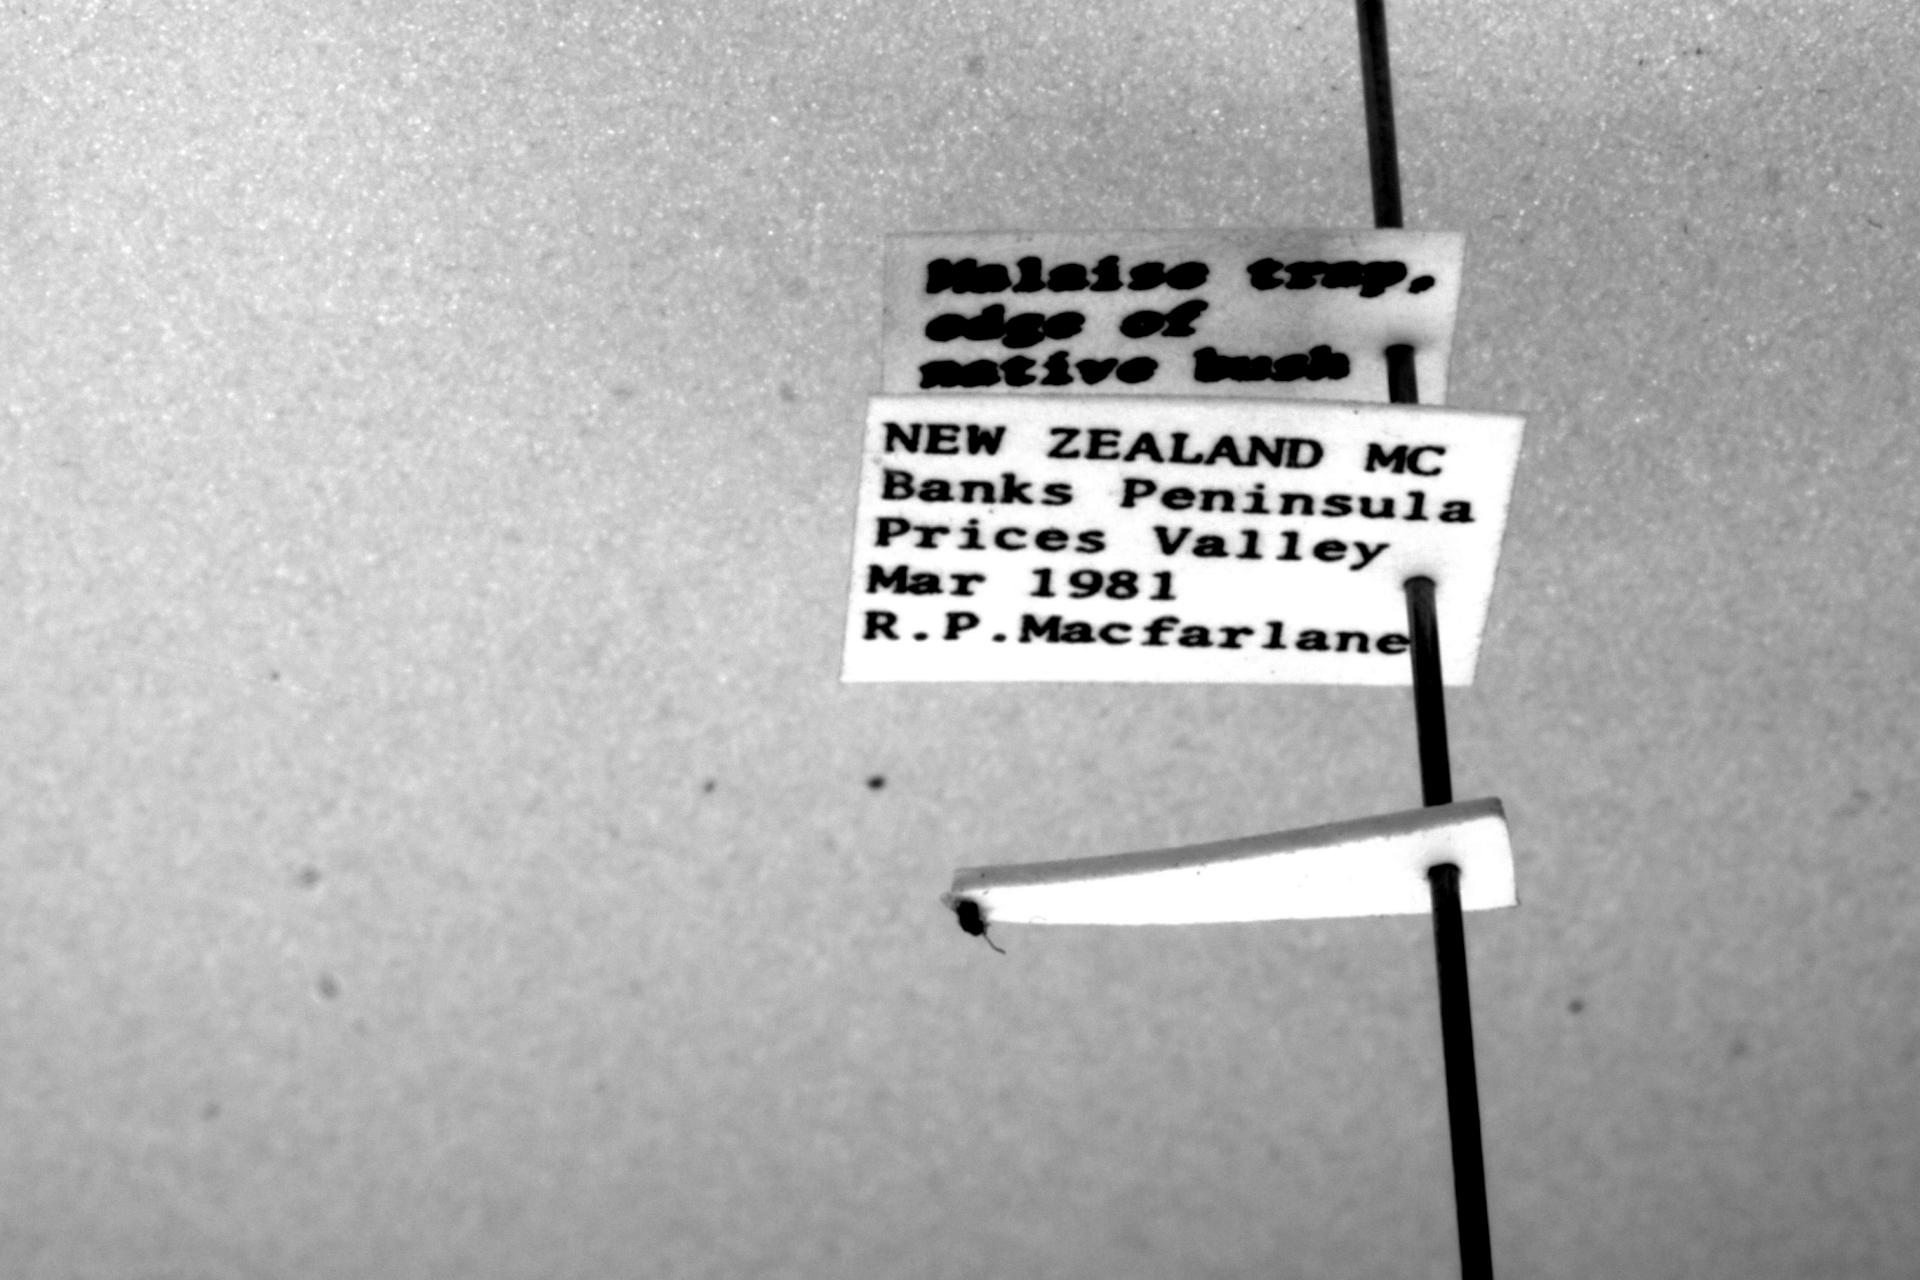 Malaise trap,
edge of
native bush
NEW ZEALAND MC
Banks Peninsula
Prices Valley
Mar 1981
R.P.Macfarlane